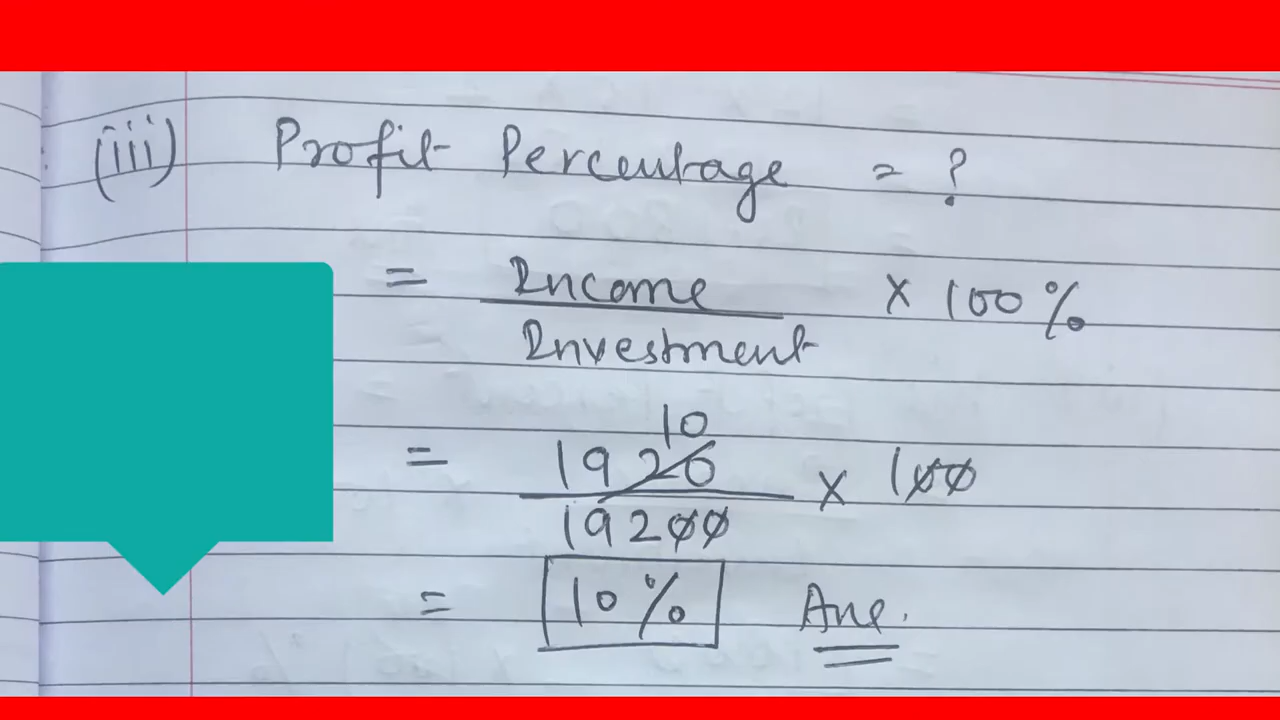 (iii) Profit Percentage = ?
= Income / Investment × 100%
10
= 1920 / 19200 × 100
= 10% Ans.